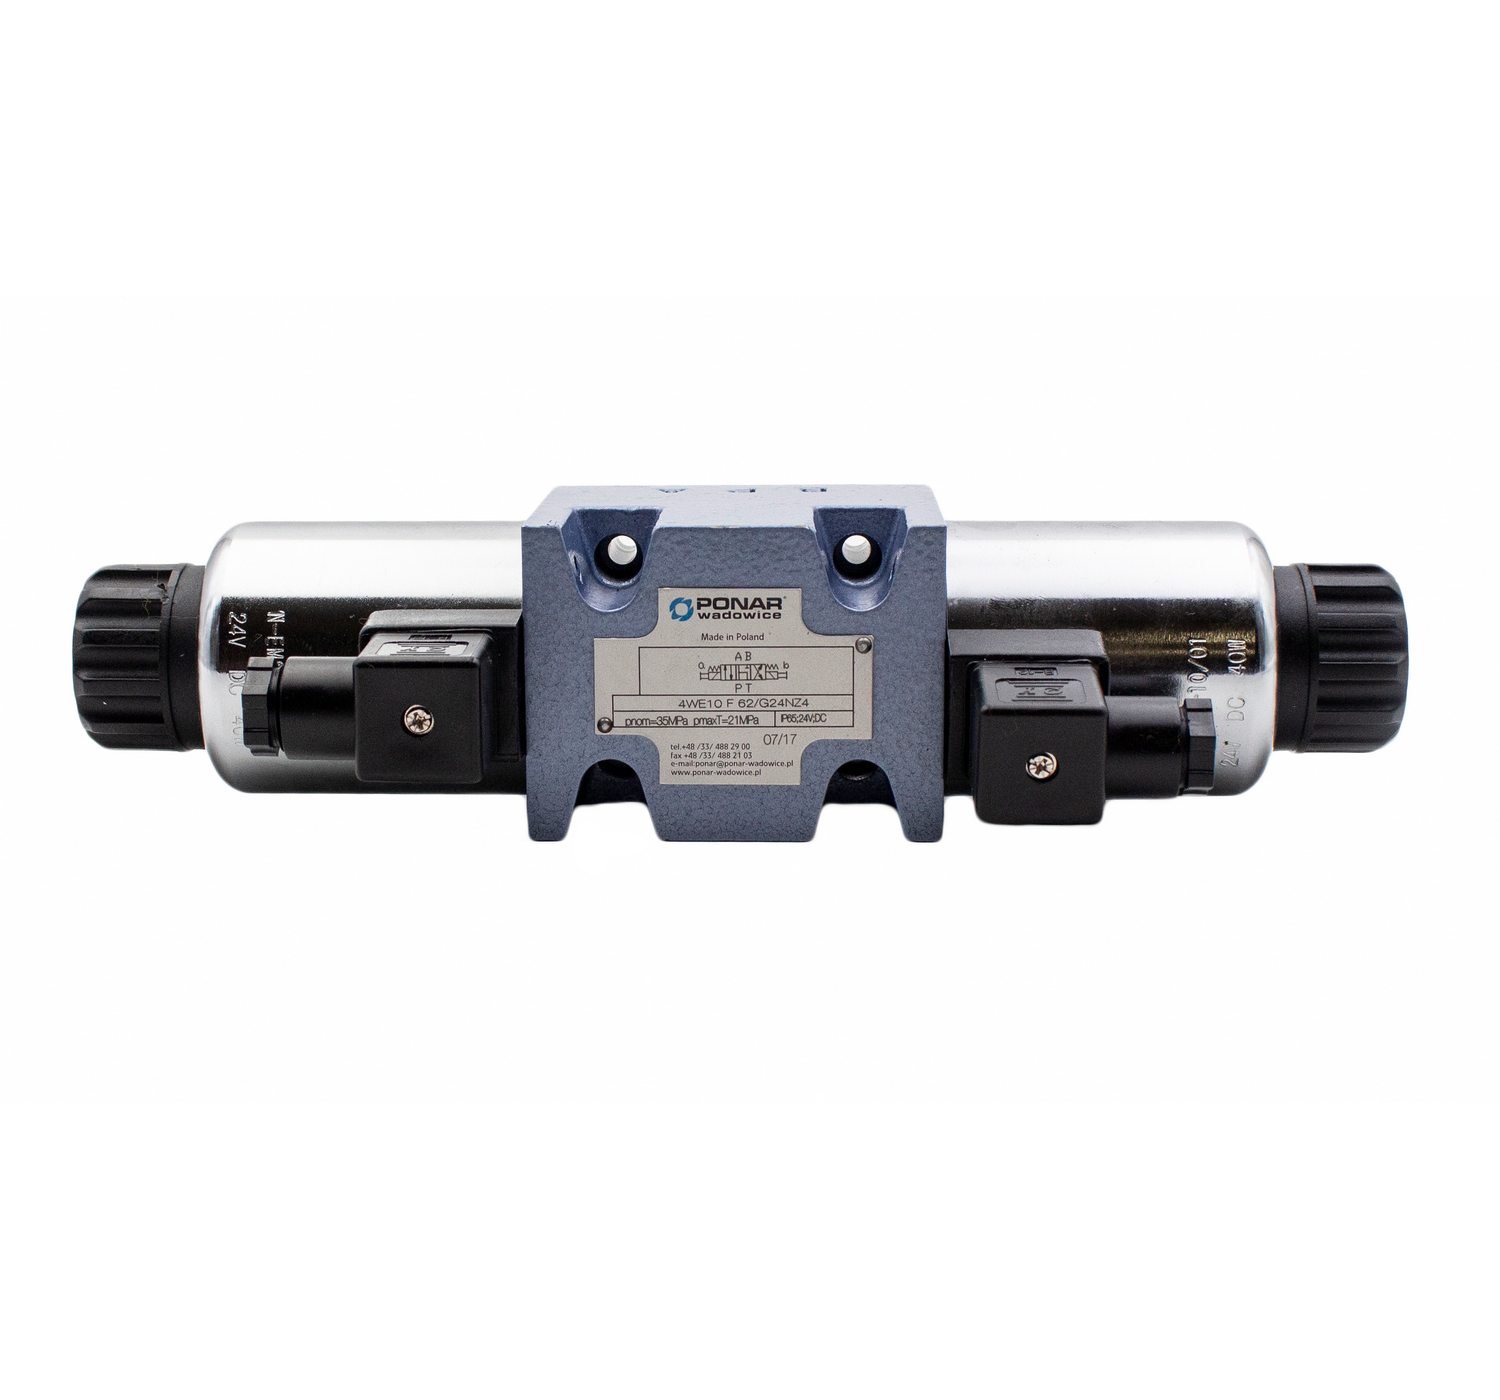 PONAR
wadowice
Made in Poland
A B
a b
P T
4WE10 F 62/G24NZ4
pnom=35MPa pmaxT=21MPa IP65;24V;DC
07/17
tel.+48 /33/ 488 29 00
fax +48 /33/ 488 21 03
e-mail:ponar@ponar-wadowice.pl
www.ponar-wadowice.pl
24V DC
10/01
24V DC 40W